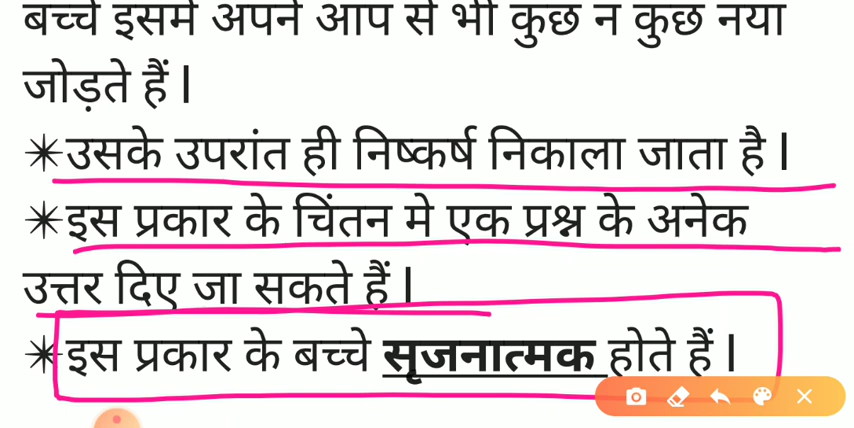 बच्चे इसमें अपने आप से भी कुछ न कुछ नया
जोड़ते हैं |
✴उसके उपरांत ही निष्कर्ष निकाला जाता है |
✴इस प्रकार के चिंतन मे एक प्रश्न के अनेक
उत्तर दिए जा सकते हैं |
✴इस प्रकार के बच्चे सृजनात्मक होते हैं |